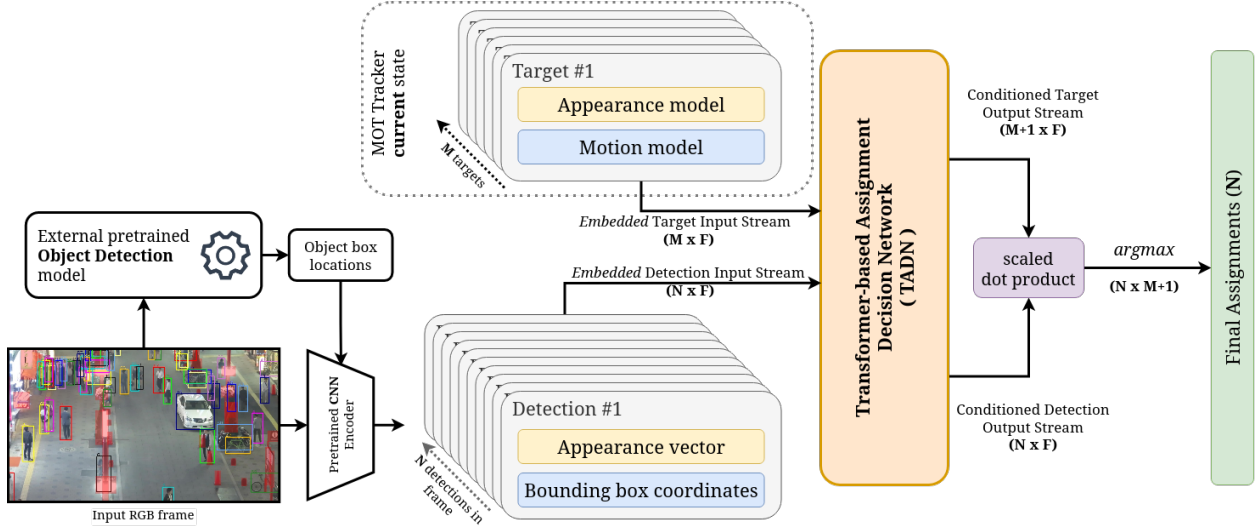 MOT Tracker
current state
Target #1
Appearance model
Motion model
M targets
Embedded Target Input Stream
(M x F)
External pretrained
Object Detection
model
Object box
locations
Embedded Detection Input Stream
(N x F)
Input RGB frame
Pretrained CNN
Encoder
Detection #1
Appearance vector
Bounding box coordinates
N detections in
frame
Transformer-based Assignment
Decision Network
( TADN )
Conditioned Target
Output Stream
(M+1 x F)
scaled
dot product
argmax
(N x M+1)
Conditioned Detection
Output Stream
(N x F)
Final Assignments (N)